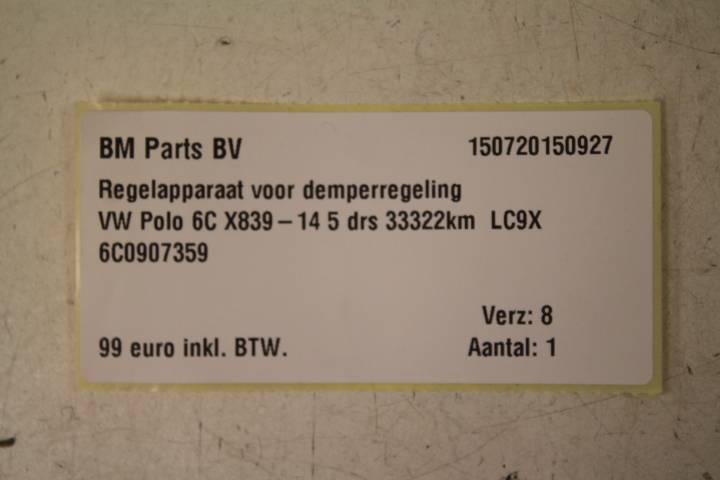 BM Parts BV 150720150927
Regelapparaat voor demperregeling
VW Polo 6C X839-14 5 drs 33322km LC9X
6C0907359
Verz: 8
99 euro inkl. BTW. Aantal: 1